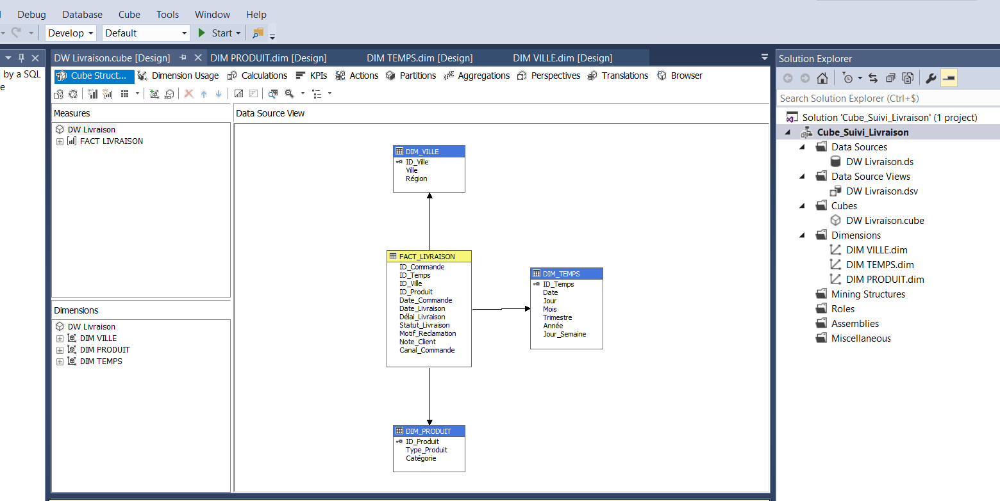 Debug Database Cube Tools Window Help
Develop Default Start
DW Livraison.cube [Design] DIM PRODUIT.dim [Design] DIM TEMPS.dim [Design] DIM VILLE.dim [Design]
by a SQL
e
Cube Struct... Dimension Usage Calculations KPIs Actions Partitions Aggregations Perspectives Translations Browser
Measures
DW Livraison
FACT LIVRAISON
Dimensions
DW Livraison
DIM VILLE
DIM PRODUIT
DIM TEMPS
Data Source View
DIM_VILLE
ID_Ville
Ville
Région
FACT_LIVRAISON
ID_Commande
ID_Temps
ID_Ville
ID_Produit
Date_Commande
Date_Livraison
Délai_Livraison
Statut_Livraison
Motif_Reclamation
Note_Client
Canal_Commande
DIM_TEMPS
ID_Temps
Date
Jour
Mois
Trimestre
Année
Jour_Semaine
DIM_PRODUIT
ID_Produit
Type_Produit
Catégorie
Solution Explorer
Search Solution Explorer (Ctrl+$)
Solution 'Cube_Suivi_Livraison' (1 project)
Cube_Suivi_Livraison
Data Sources
DW Livraison.ds
Data Source Views
DW Livraison.dsv
Cubes
DW Livraison.cube
Dimensions
DIM VILLE.dim
DIM TEMPS.dim
DIM PRODUIT.dim
Mining Structures
Roles
Assemblies
Miscellaneous